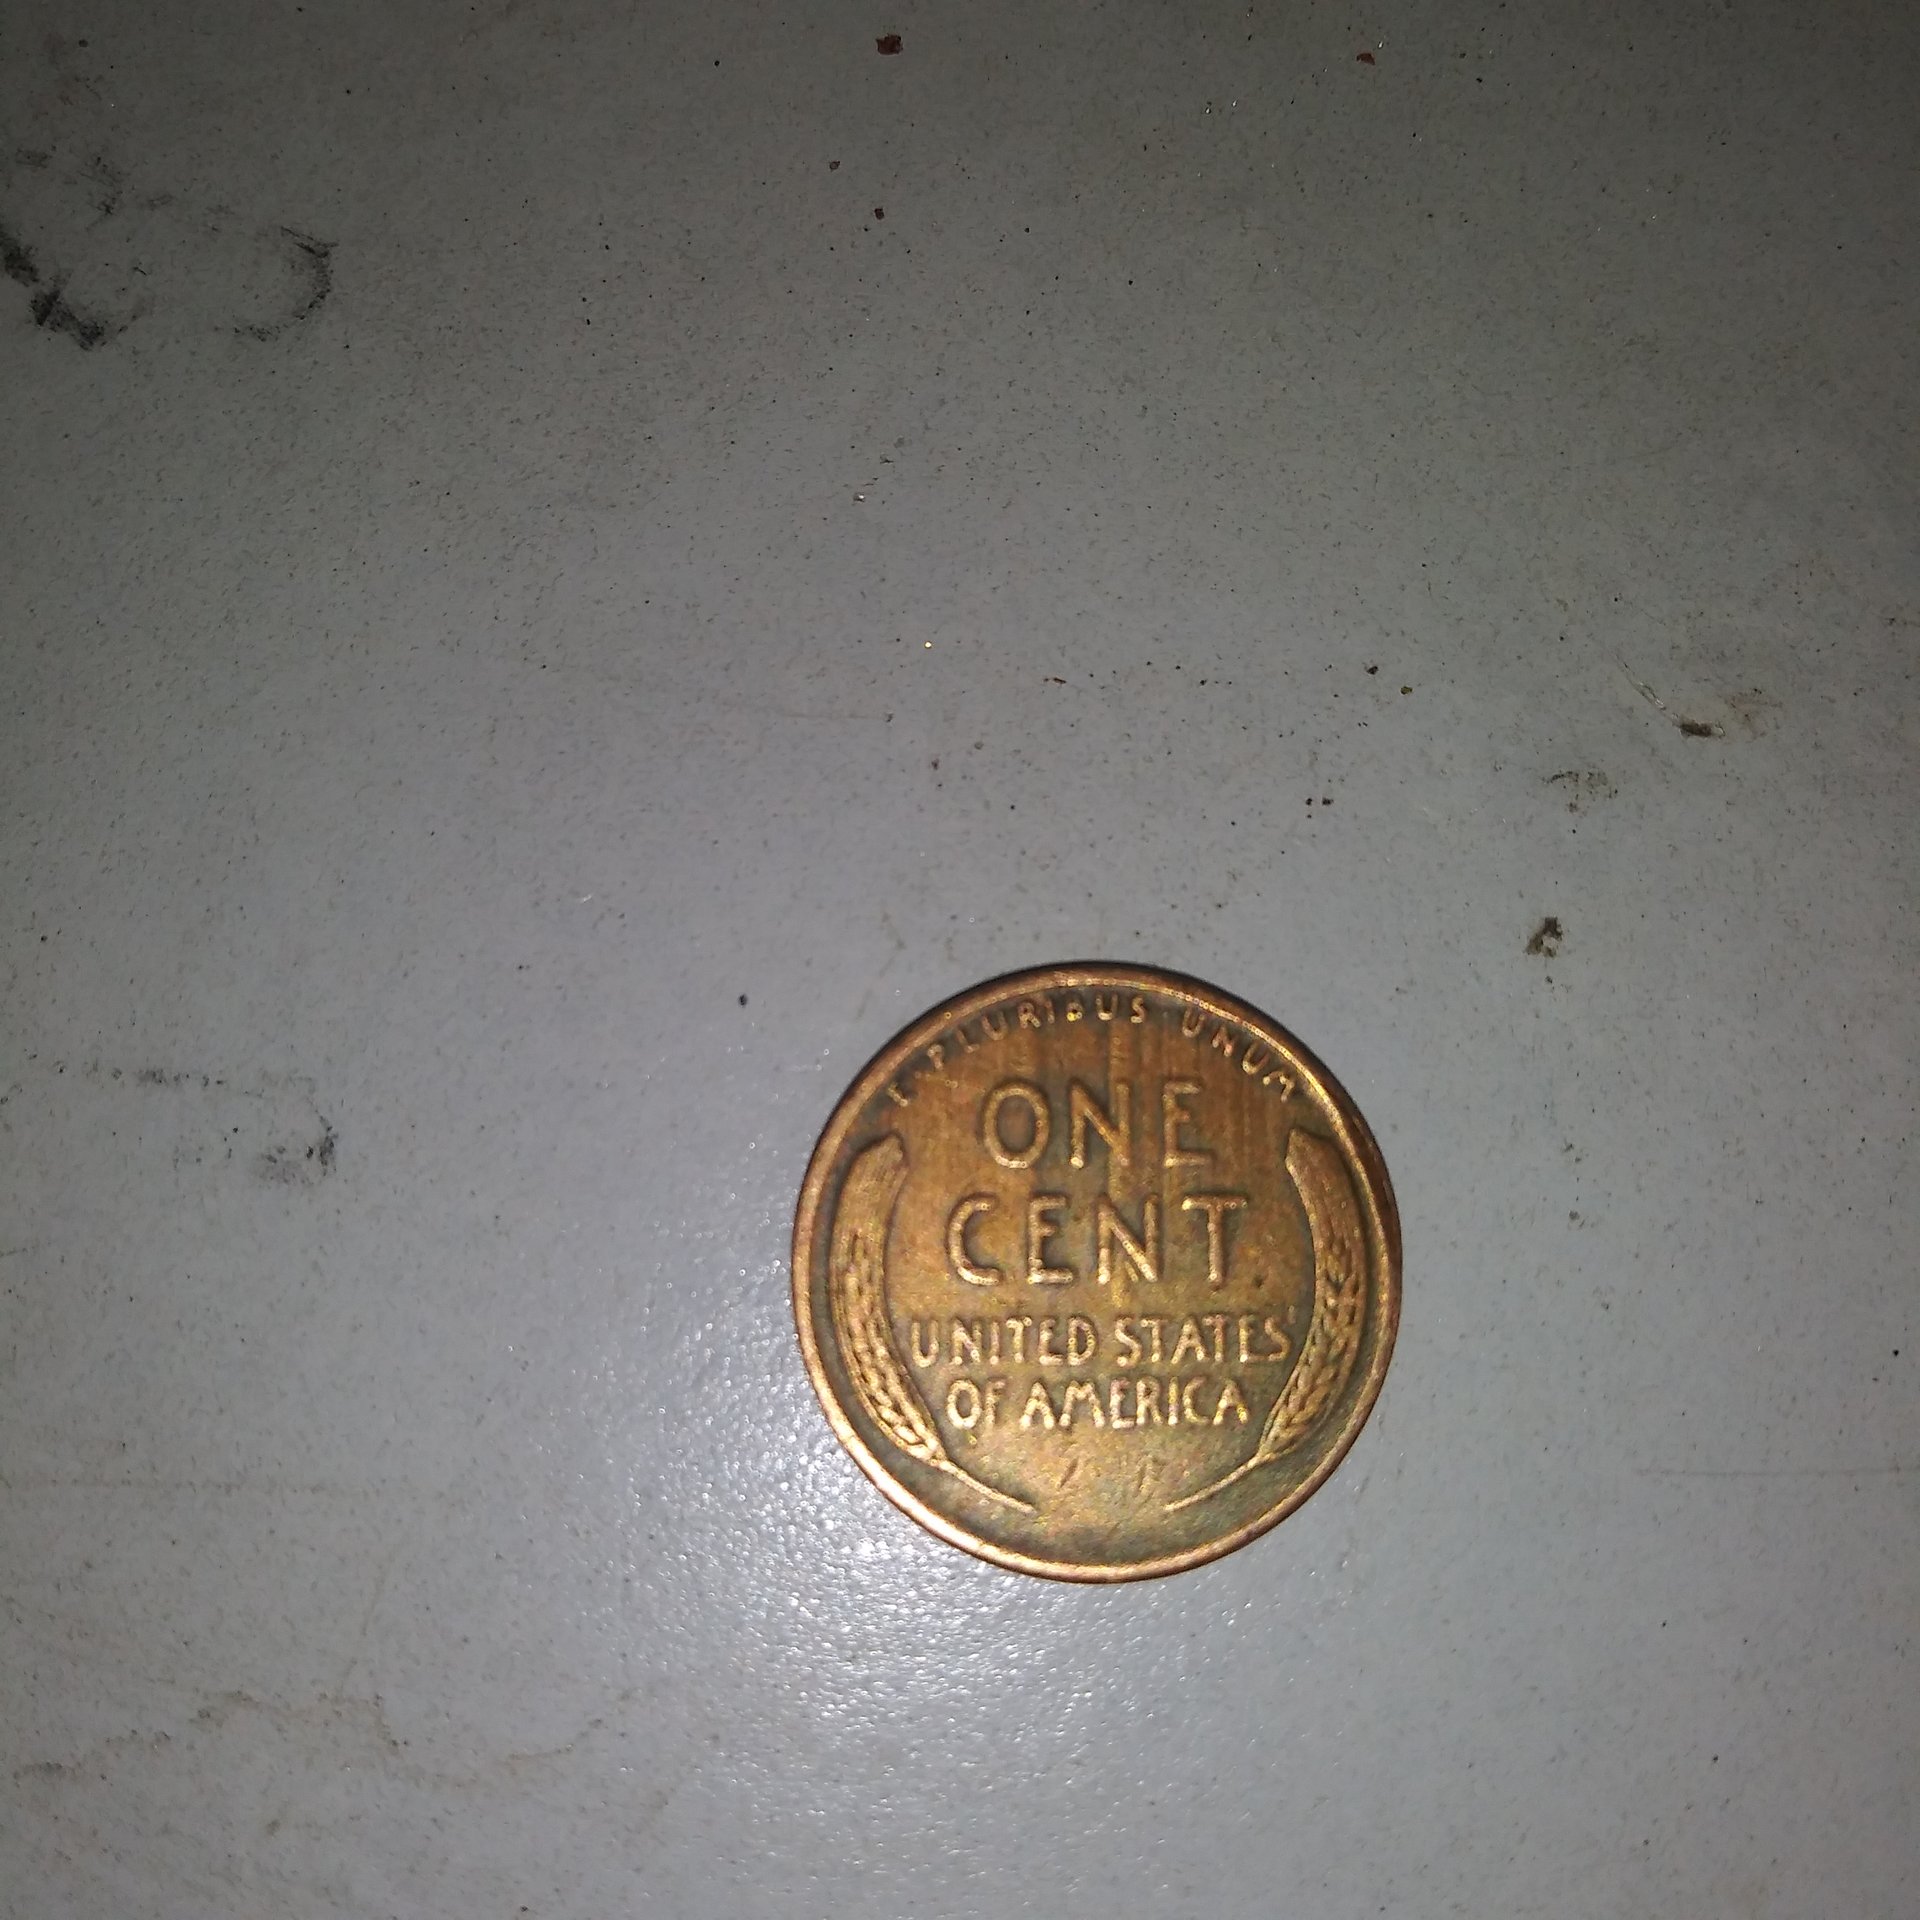 E PLURIBUS UNUM
ONE
CENT
UNITED STATES
OF AMERICA